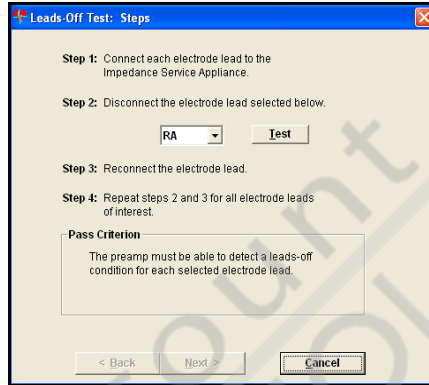 Leads-Off Test: Steps
Step 1: Connect each electrode lead to the
Impedance Service Appliance.
Step 2: Disconnect the electrode lead selected below.
RA Test
Step 3: Reconnect the electrode lead.
Step 4: Repeat steps 2 and 3 for all electrode leads
of interest.
Pass Criterion
The preamp must be able to detect a leads-off
condition for each selected electrode lead.
< Back Next > Cancel